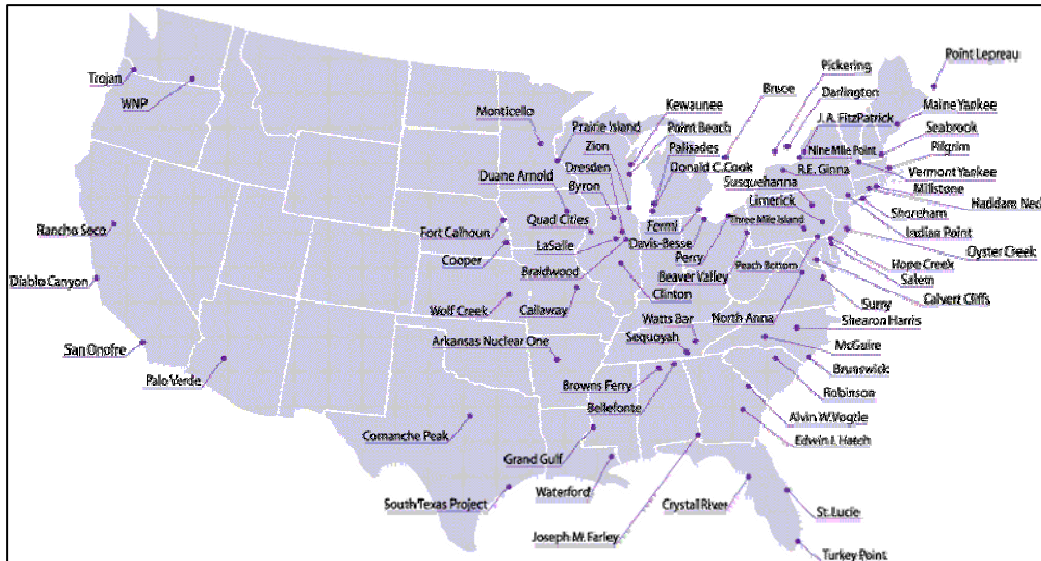 Point Lepreau
Pickering
Trojan
Bruce
Darlington
WNP
Kewaunee
Maine Yankee
Monticello
J. A. FitzPatrick
Prairie Island
Point Beach
Seabrook
Zion
Palisades
Nine Mile Point
Pilgrim
Dresden
Donald C. Cook
R.E. Ginna
Vermont Yankee
Duane Arnold
Susquehanna
Byron
Millstone
Limerick
Haddam Neck
Quad Cities
Fermi
Three Mile Island
Shoreham
Rancho Seco
Fort Calhoun
Indian Point
LaSalle
Davis-Besse
Oyster Creek
Cooper
Perry
Peach Bottom
Hope Creek
Braidwood
Beaver Valley
Salem
Diablo Canyon
Clinton
Calvert Cliffs
Wolf Creek
Callaway
Surry
Watts Bar
North Anna
Shearon Harris
Arkansas Nuclear One
Sequoyah
McGuire
San Onofre
Brunswick
Palo Verde
Browns Ferry
Robinson
Bellefonte
Alvin W. Vogtle
Comanche Peak
Edwin I. Hatch
Grand Gulf
Waterford
South Texas Project
Crystal River
St. Lucie
Joseph M. Farley
Turkey Point